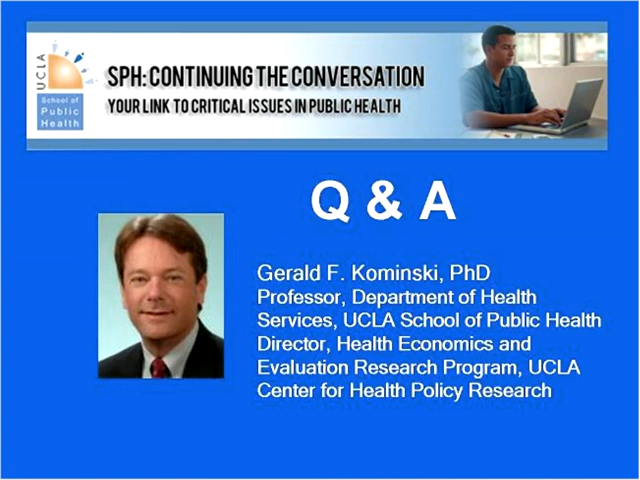 UCLA
School of
Public
Health
SPH: CONTINUING THE CONVERSATION
YOUR LINK TO CRITICAL ISSUES IN PUBLIC HEALTH
Q & A
Gerald F. Kominski, PhD
Professor, Department of Health
Services, UCLA School of Public Health
Director, Health Economics and
Evaluation Research Program, UCLA
Center for Health Policy Research